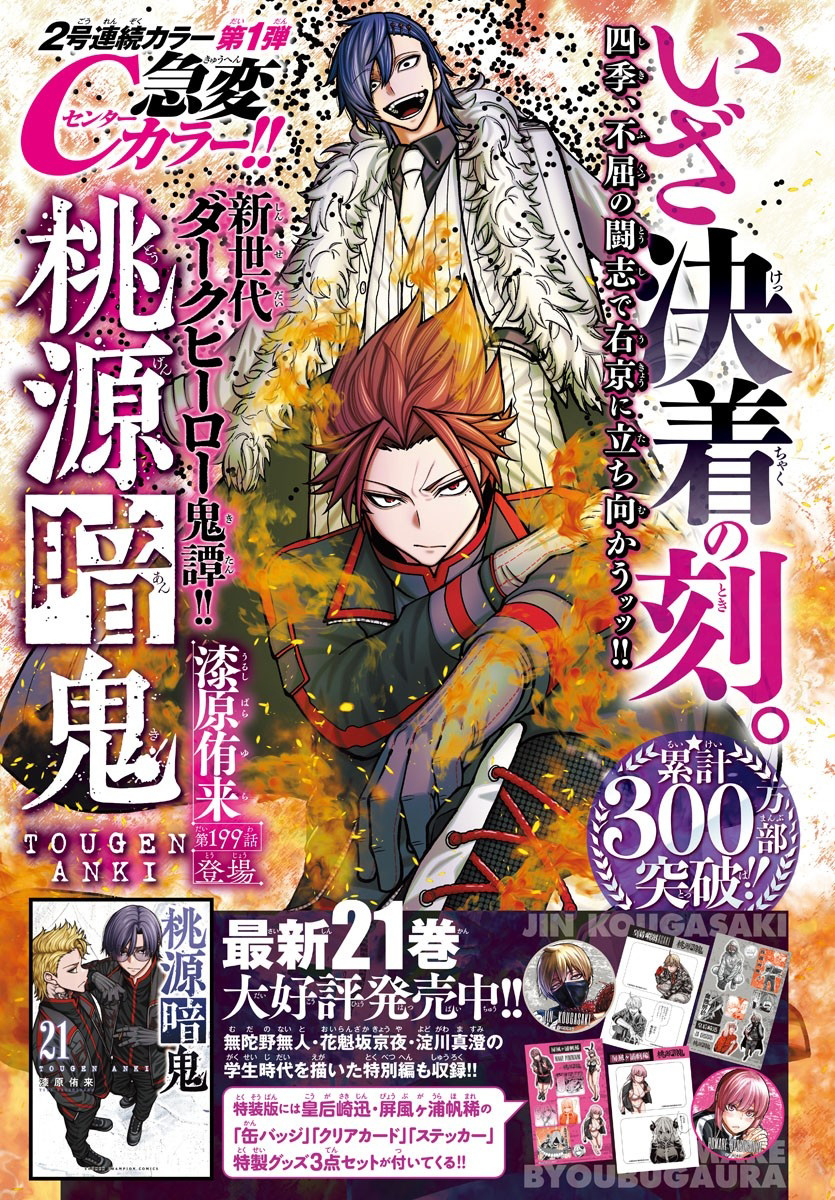 2号連続カラー第1弾
急変
Cセンターカラー!!
いざ決着の刻。
四季、不屈の闘志で右京に立ち向かうッッ!!
新世代
ダークヒーロー鬼譚!!
桃源暗鬼
TOUGEN
ANKI
漆原侑来
第199話
登場
累計
300万部
突破!!
桃源暗鬼
21
TOUGEN ANKI
漆原侑来
最新21巻
大好評発売中!!
無陀野無人・花魁坂京夜・淀川真澄の
学生時代を描いた特別編も収録!!
特装版には皇后崎迅・屏風ヶ浦帆稀の
「缶バッジ」「クリアカード」「ステッカー」
特製グッズ3点セットが付いてくる!!
JIN KOUGASAKI
JIN KOUGASAKI
BYOUBUGAURA